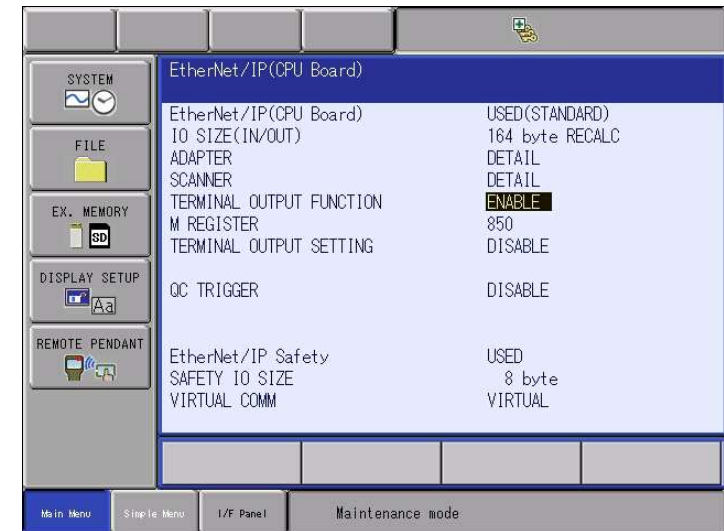 SYSTEM
FILE
EX. MEMORY
SD
DISPLAY SETUP
Aa
REMOTE PENDANT
EtherNet/IP(CPU Board)
EtherNet/IP(CPU Board) USED(STANDARD)
IO SIZE(IN/OUT) 164 byte RECALC
ADAPTER DETAIL
SCANNER DETAIL
TERMINAL OUTPUT FUNCTION ENABLE
M REGISTER 850
TERMINAL OUTPUT SETTING DISABLE
QC TRIGGER DISABLE
EtherNet/IP Safety USED
SAFETY IO SIZE 8 byte
VIRTUAL COMM VIRTUAL
Main Menu
Simple Menu
I/F Panel
Maintenance mode